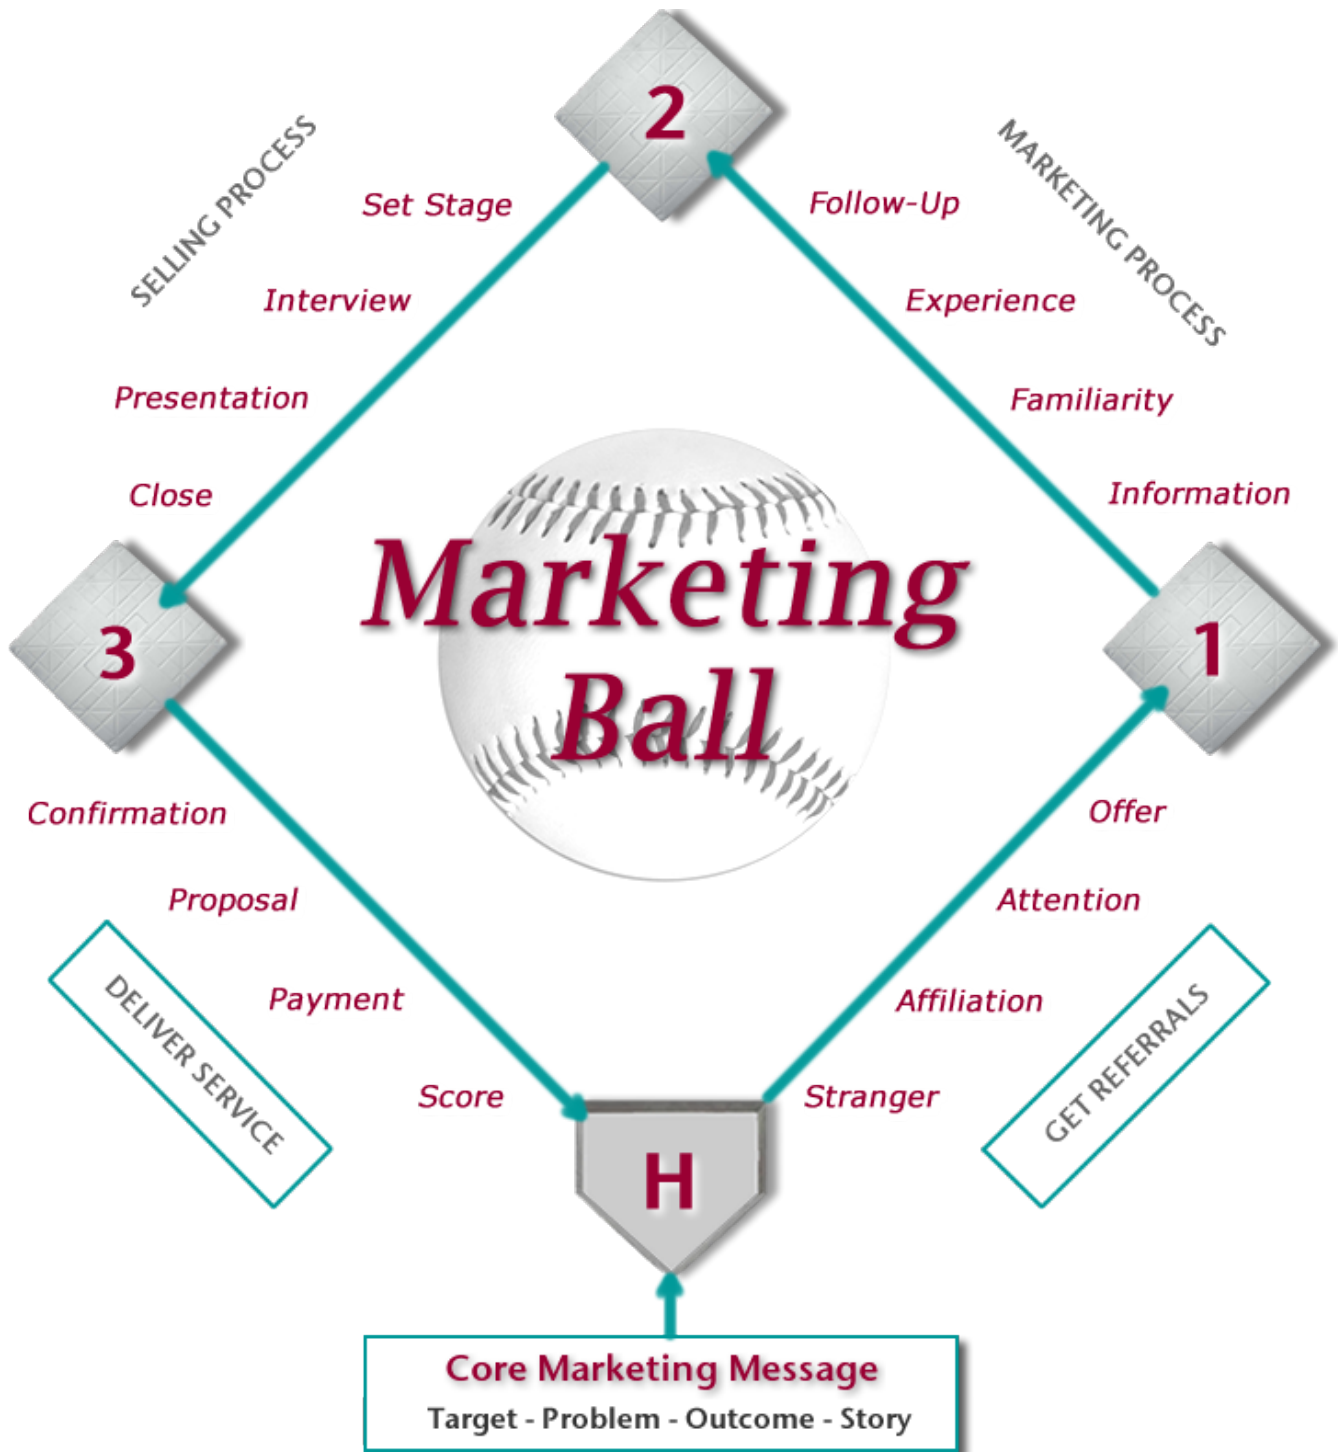 2
SELLING PROCESS
MARKETING PROCESS
Set Stage
Follow-Up
Interview
Experience
Presentation
Familiarity
Close
Information
Marketing
Ball
3
1
Confirmation
Offer
Proposal
Attention
DELIVER SERVICE
GET REFERRALS
Payment
Affiliation
Score
Stranger
H
Core Marketing Message
Target - Problem - Outcome - Story